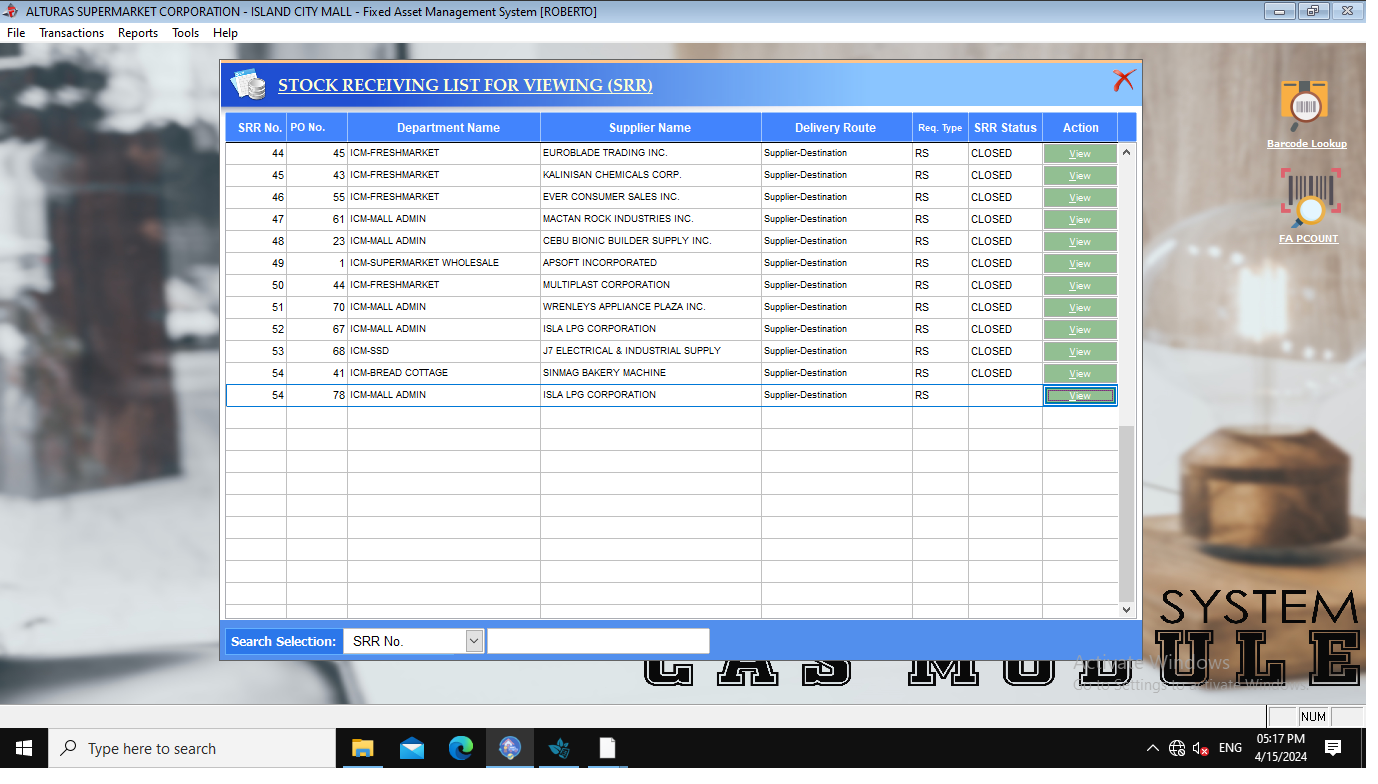 ALTURAS SUPERMARKET CORPORATION - ISLAND CITY MALL - Fixed Asset Management System [ROBERTO]
File Transactions Reports Tools Help
STOCK RECEIVING LIST FOR VIEWING (SRR)
SRR No. PO No. Department Name Supplier Name Delivery Route Req. Type SRR Status Action
44 45 ICM-FRESHMARKET EUROBLADE TRADING INC. Supplier-Destination RS CLOSED View
45 43 ICM-FRESHMARKET KALINISAN CHEMICALS CORP. Supplier-Destination RS CLOSED View
46 55 ICM-FRESHMARKET EVER CONSUMER SALES INC. Supplier-Destination RS CLOSED View
47 61 ICM-MALL ADMIN MACTAN ROCK INDUSTRIES INC. Supplier-Destination RS CLOSED View
48 23 ICM-MALL ADMIN CEBU BIONIC BUILDER SUPPLY INC. Supplier-Destination RS CLOSED View
49 1 ICM-SUPERMARKET WHOLESALE APSOFT INCORPORATED Supplier-Destination RS CLOSED View
50 44 ICM-FRESHMARKET MULTIPLAST CORPORATION Supplier-Destination RS CLOSED View
51 70 ICM-MALL ADMIN WRENLEYS APPLIANCE PLAZA INC. Supplier-Destination RS CLOSED View
52 67 ICM-MALL ADMIN ISLA LPG CORPORATION Supplier-Destination RS CLOSED View
53 68 ICM-SSD J7 ELECTRICAL & INDUSTRIAL SUPPLY Supplier-Destination RS CLOSED View
54 41 ICM-BREAD COTTAGE SINMAG BAKERY MACHINE Supplier-Destination RS CLOSED View
54 78 ICM-MALL ADMIN ISLA LPG CORPORATION Supplier-Destination RS View
Search Selection: SRR No.
Barcode Lookup
FA PCOUNT
SYSTEM
CAS MODULE
Activate Windows
Go to Settings to activate Windows.
NUM
Type here to search
ENG
05:17 PM
4/15/2024